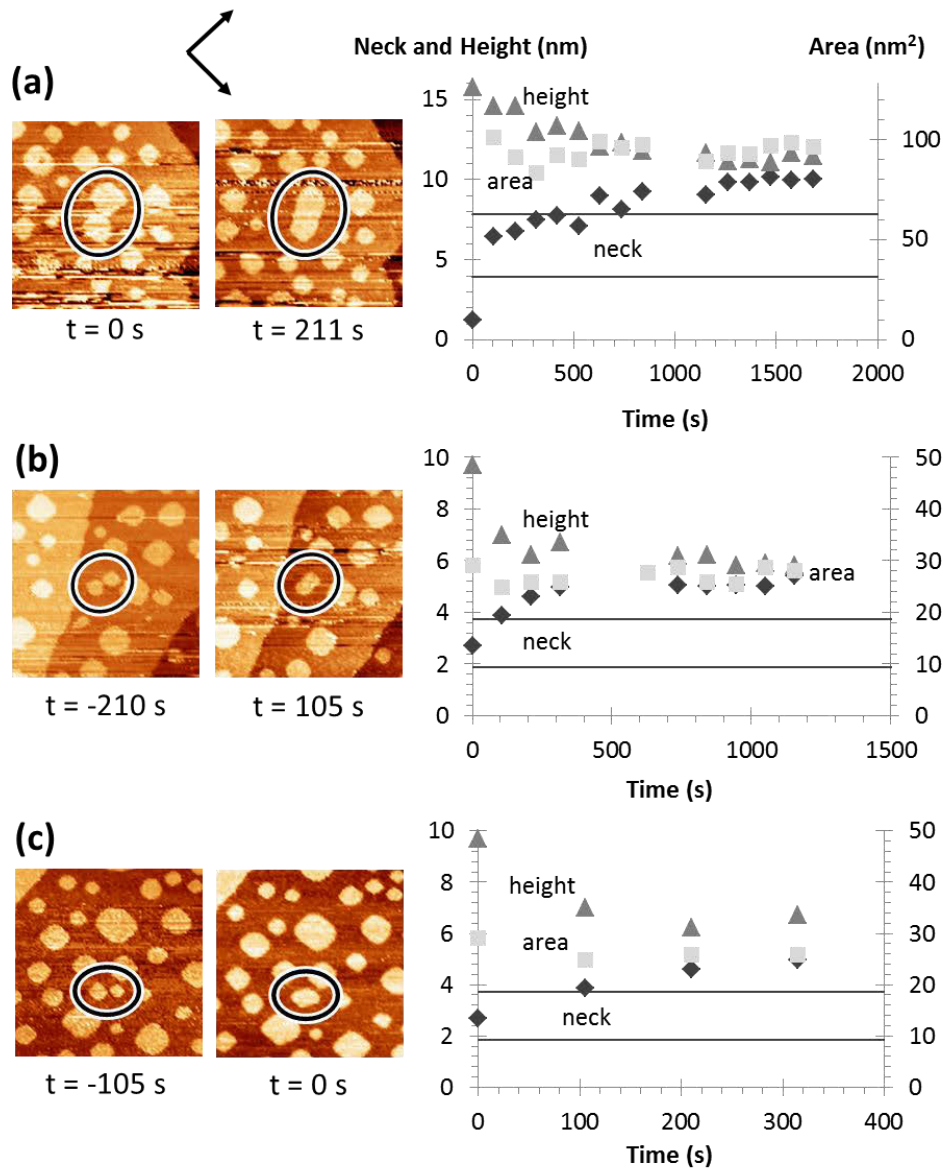 Neck and Height (nm)
Area (nm²)
(a)
15
10
5
0
height
area
neck
100
50
0
0
500
1000
1500
2000
Time (s)
t = 0 s
t = 211 s
(b)
10
8
6
4
2
0
height
area
neck
50
40
30
20
10
0
0
500
1000
1500
Time (s)
t = -210 s
t = 105 s
(c)
10
8
6
4
2
0
height
area
neck
50
40
30
20
10
0
0
100
200
300
400
Time (s)
t = -105 s
t = 0 s